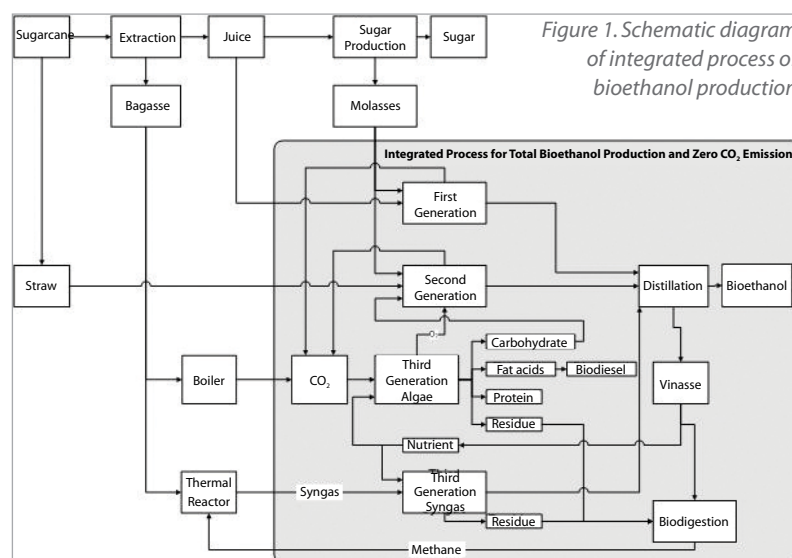 Figure 1. Schematic diagram
of integrated process o
bioethanol production
Sugarcane
Extraction
Juice
Sugar
Production
Sugar
Bagasse
Molasses
Integrated Process for Total Bioethanol Production and Zero CO₂ Emission
First
Generation
Straw
Second
Generation
Distillation
Bioethanol
O₂
Carbohydrate
Boiler
CO₂
Third
Generation
Algae
Fat acids
Biodiesel
Protein
Vinasse
Residue
Nutrient
Thermal
Reactor
Syngas
Third
Generation
Syngas
Residue
Biodigestion
Methane